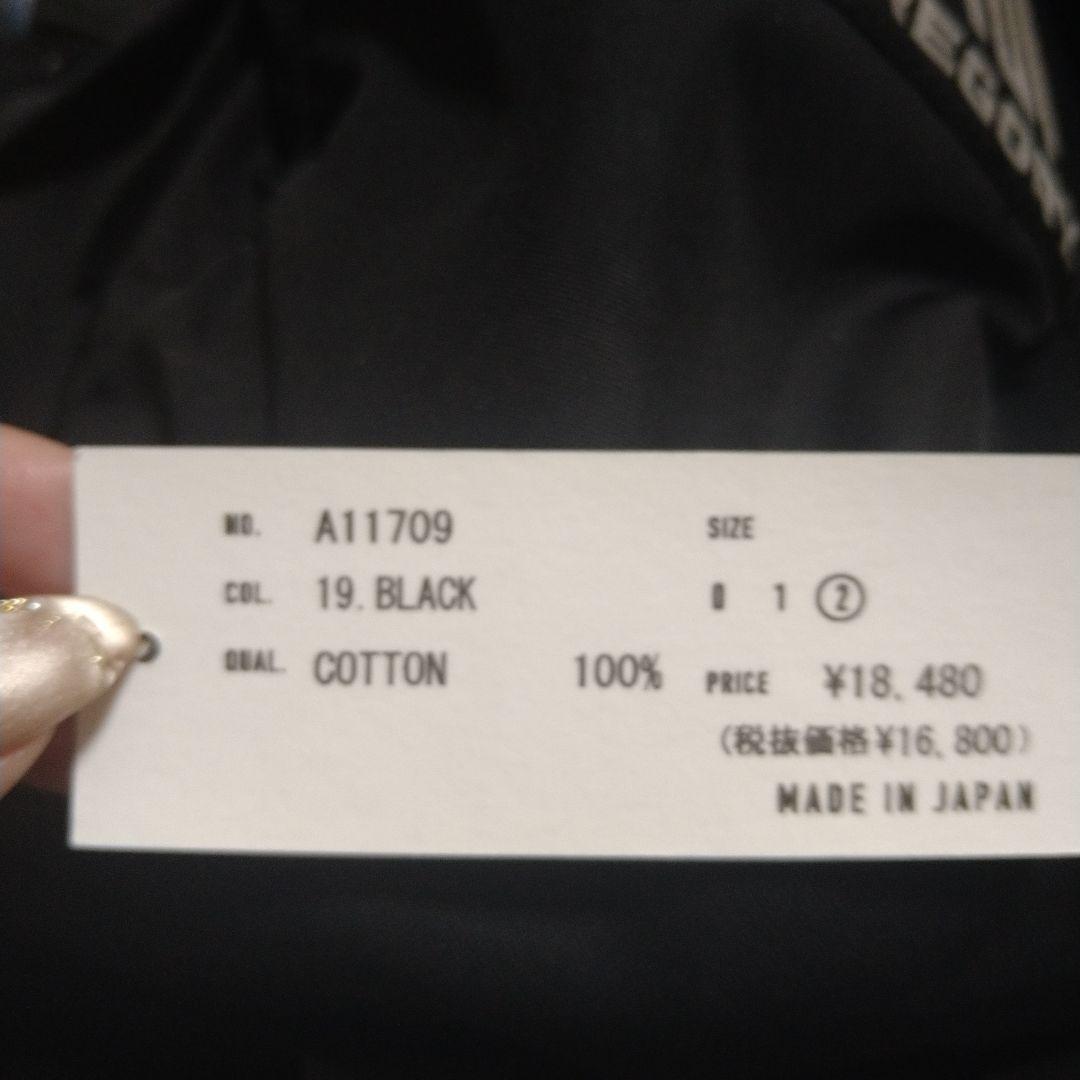 EGORY
NO. A11709
COL. 19. BLACK
QUAL. COTTON 100%
SIZE
0 1 ②
PRICE ¥18,480
(税抜価格¥16,800)
MADE IN JAPAN